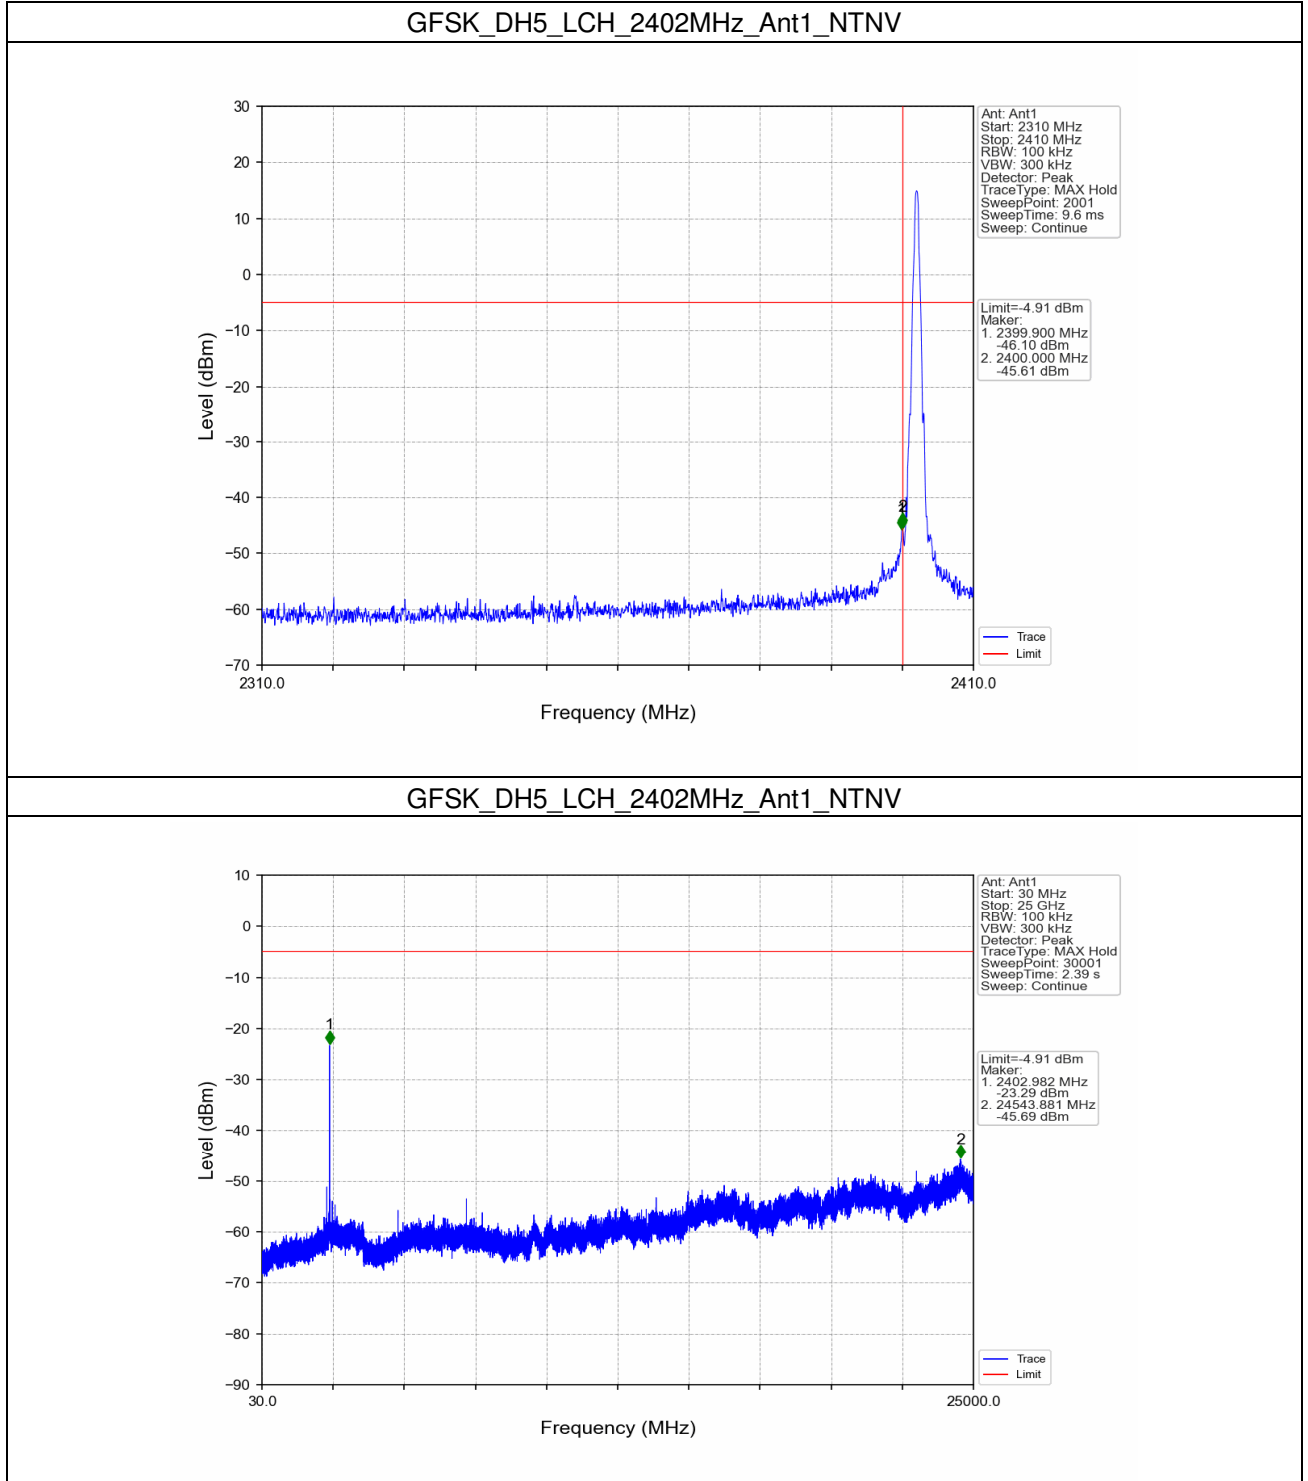 GFSK_DH5_LCH_2402MHz_Ant1_NTNV
30
20
10
0
−10
−20
−30
−40
−50
−60
−70
Level (dBm)
2310.0
2410.0
Frequency (MHz)
2
Ant: Ant1
Start: 2310 MHz
Stop: 2410 MHz
RBW: 100 kHz
VBW: 300 kHz
Detector: Peak
TraceType: MAX Hold
SweepPoint: 2001
SweepTime: 9.6 ms
Sweep: Continue
Limit=-4.91 dBm
Maker:
1. 2399.900 MHz
-46.10 dBm
2. 2400.000 MHz
-45.61 dBm
Trace
Limit
GFSK_DH5_LCH_2402MHz_Ant1_NTNV
10
0
−10
−20
−30
−40
−50
−60
−70
−80
−90
Level (dBm)
30.0
25000.0
Frequency (MHz)
1
2
Ant: Ant1
Start: 30 MHz
Stop: 25 GHz
RBW: 100 kHz
VBW: 300 kHz
Detector: Peak
TraceType: MAX Hold
SweepPoint: 30001
SweepTime: 2.39 s
Sweep: Continue
Limit=-4.91 dBm
Maker:
1. 2402.982 MHz
-23.29 dBm
2. 24543.881 MHz
-45.69 dBm
Trace
Limit